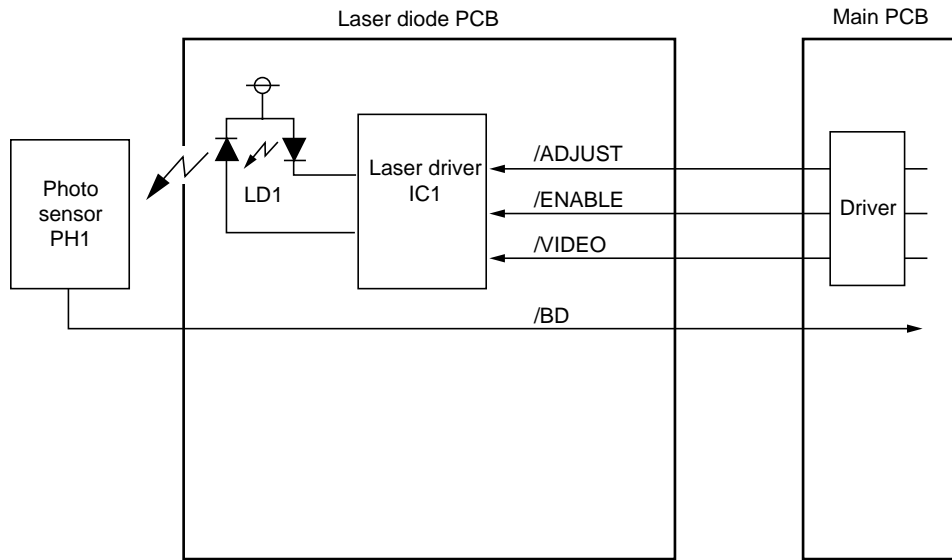 Laser diode PCB
Main PCB
Photo
sensor
PH1
LD1
Laser driver
IC1
/ADJUST
/ENABLE
/VIDEO
Driver
/BD